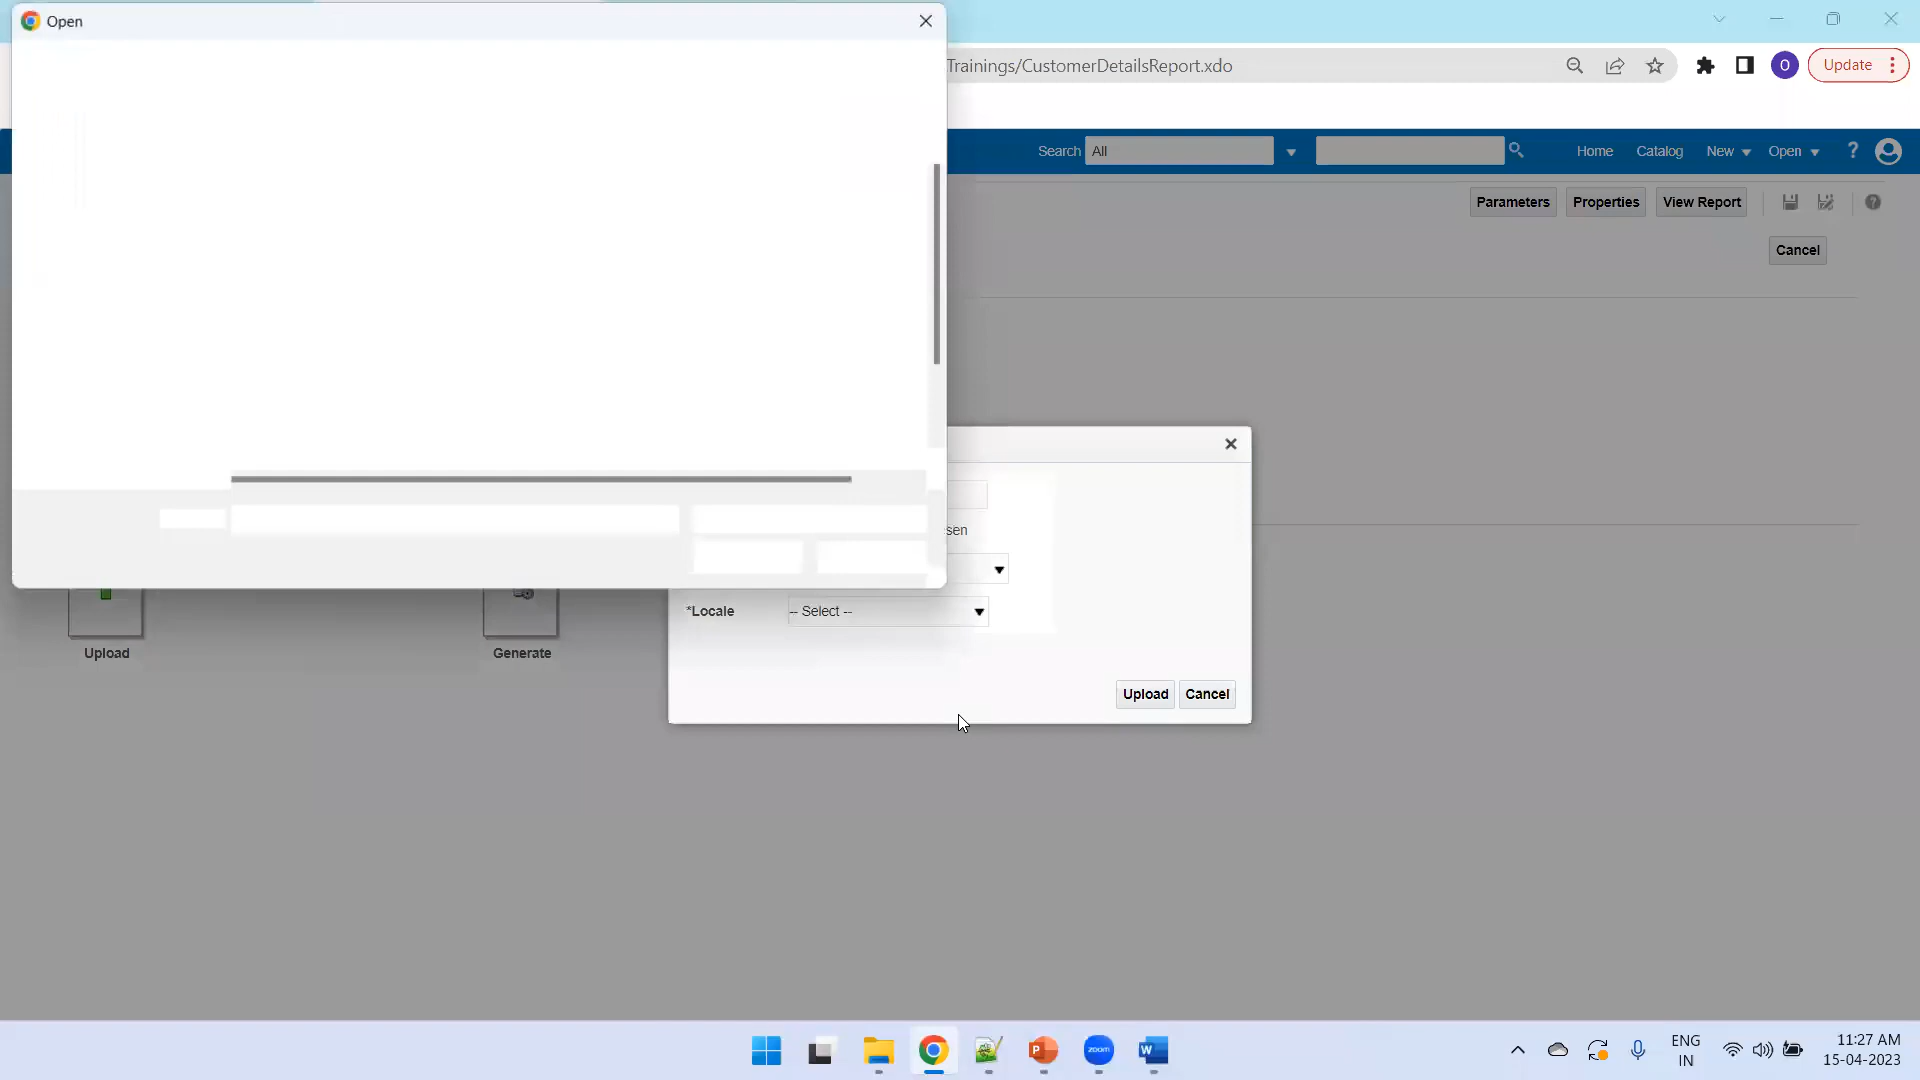 Open
Trainings/CustomerDetailsReport.xdo
O
Update
Search
All
Home
Catalog
New
Open
?
Parameters
Properties
View Report
?
Cancel
sen
*Locale
-- Select --
Upload
Generate
Upload
Cancel
zoom
W
P
ENG
IN
11:27 AM
15-04-2023